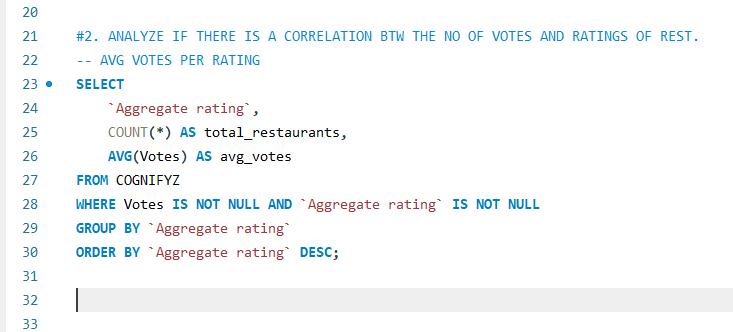 20
21 #2. ANALYZE IF THERE IS A CORRELATION BTW THE NO OF VOTES AND RATINGS OF REST.
22 -- AVG VOTES PER RATING
23 SELECT
24 `Aggregate rating`,
25 COUNT(*) AS total_restaurants,
26 AVG(Votes) AS avg_votes
27 FROM COGNIFYZ
28 WHERE Votes IS NOT NULL AND `Aggregate rating` IS NOT NULL
29 GROUP BY `Aggregate rating`
30 ORDER BY `Aggregate rating` DESC;
31
32
33